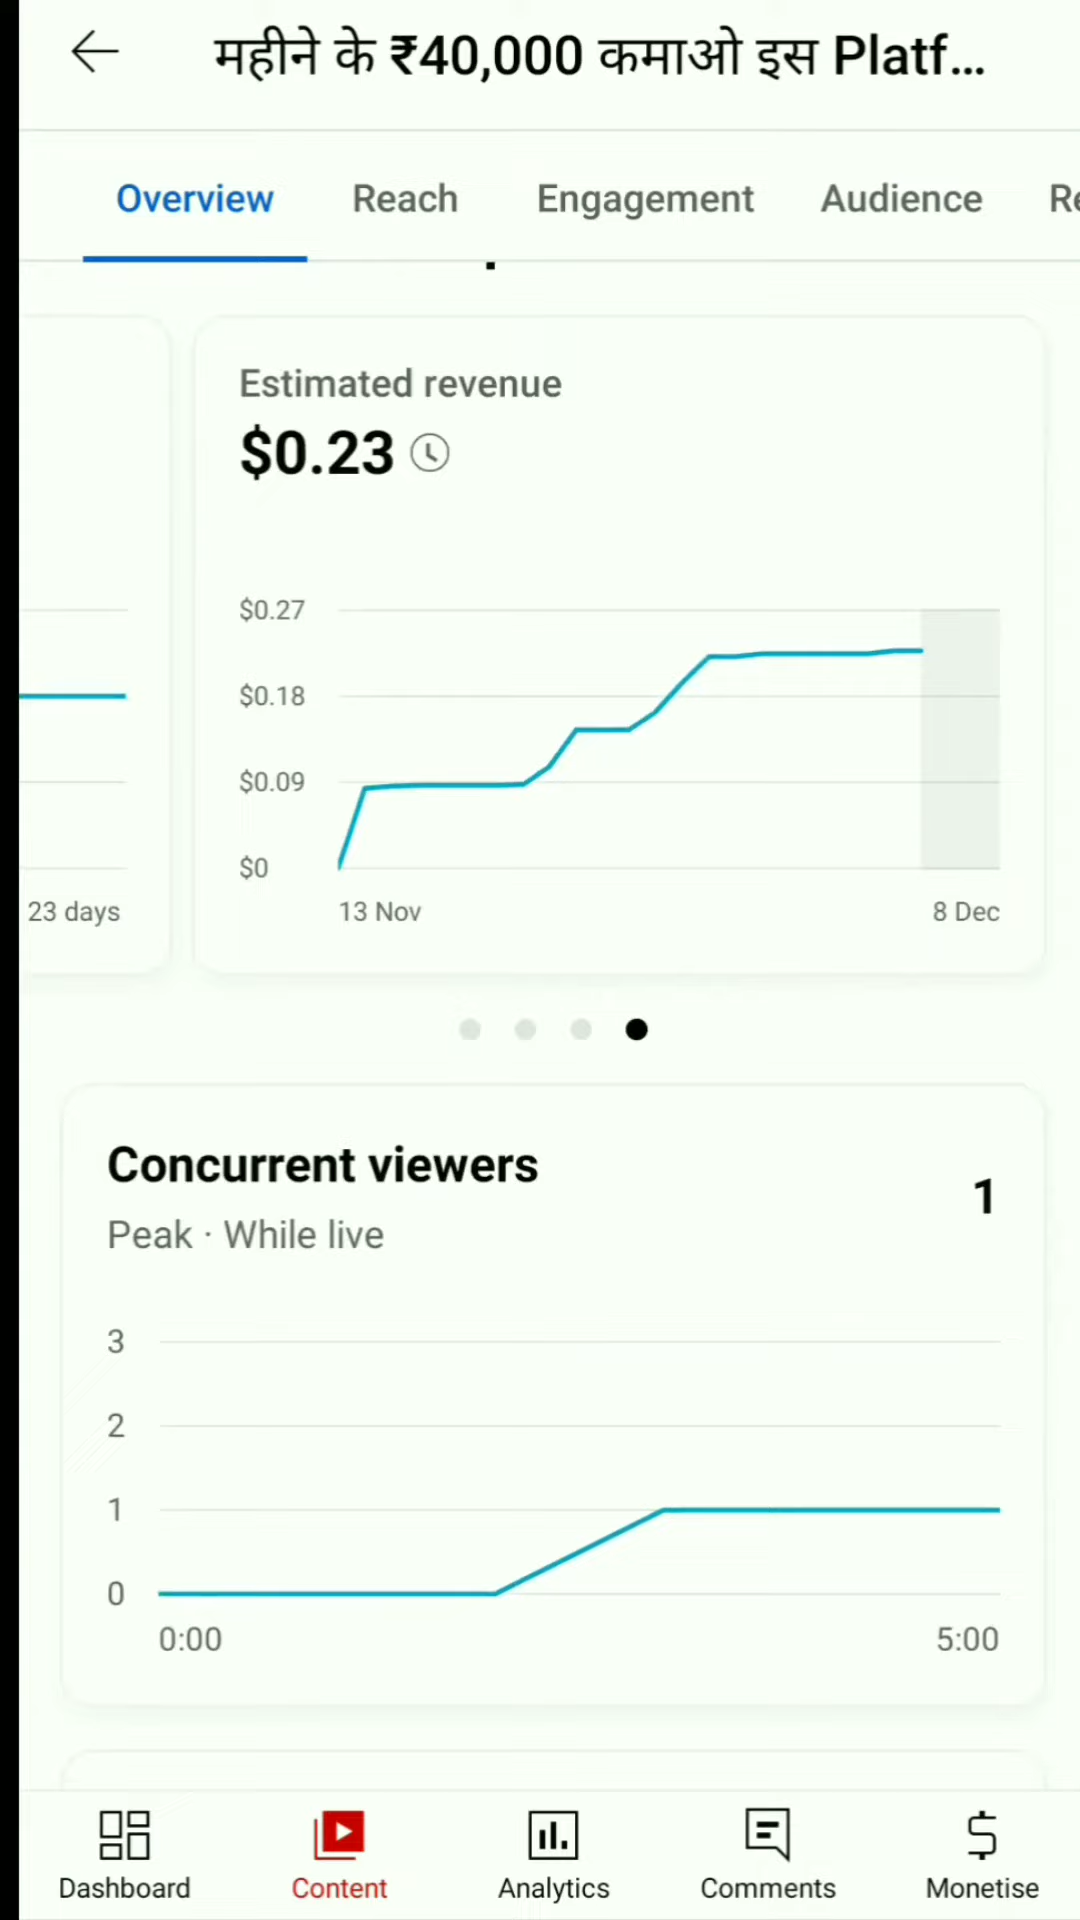 महीने के ₹40,000 कमाओ इस Platf...
Overview Reach Engagement Audience Re
Estimated revenue
$0.23
$0.27
$0.18
$0.09
$0
23 days
13 Nov 8 Dec
Concurrent viewers
1
Peak · While live
3
2
1
0
0:00 5:00
Dashboard Content Analytics Comments Monetise